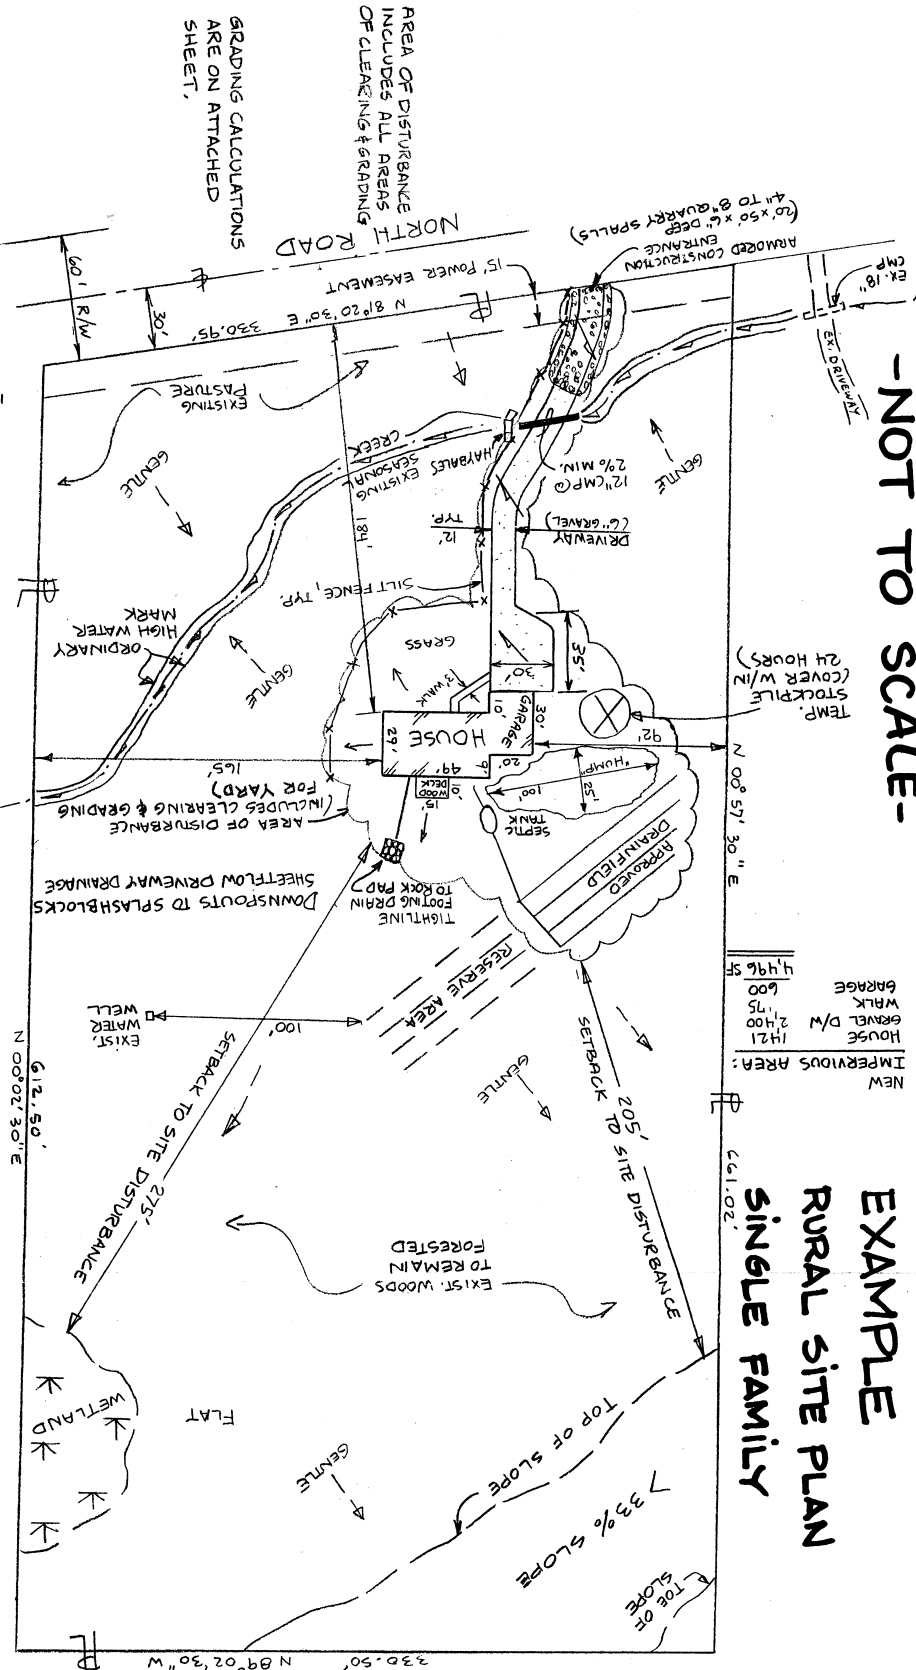 EXAMPLE
RURAL SITE PLAN
SINGLE FAMILY
-NOT TO SCALE-
AREA OF DISTURBANCE
INCLUDES ALL AREAS
OF CLEARING & GRADING
GRADING CALCULATIONS
ARE ON ATTACHED
SHEET.
NORTH ROAD
60' R/W
30'
15' POWER EASEMENT
N 81°20'30" E
330.95'
ARMORED CONSTRUCTION
ENTRANCE
(20' x 50' x 6" DEEP
4" TO 8" QUARRY SPALLS)
EX. 18"
CMP
EX. DRIVEWAY
EXISTING
PASTURE
GENTLE
EXISTING
SEASONAL
CREEK
HAYBALES
12" CMP @
2% MIN.
GENTLE
DRIVEWAY
(6" GRAVEL)
12'
TYP.
184'
SILT FENCE, TYP.
ORDINARY
HIGH WATER
MARK
GENTLE
GRASS
3' WALK
30'
35'
TEMP.
STOCKPILE
(COVER W/IN
24 HOURS)
92'
N 00°57'30"E
HOUSE
29'
49'
9'
GARAGE
10'
30'
20'
WOOD
DECK
10'
15'
165'
AREA OF DISTURBANCE
(INCLUDES CLEARING & GRADING
FOR YARD)
"HUMP"
100'
25'
SEPTIC
TANK
APPROVED
DRAINFIELD
DOWNSPOUTS TO SPLASHBLOCKS
SHEETFLOW DRIVEWAY DRAINAGE
TIGHTLINE
FOOTING DRAIN
TO ROCK PAD
RESERVE AREA
EXIST.
WATER
WELL
100'
NEW
IMPERVIOUS AREA:
HOUSE 1421
GRAVEL D/W 2,400
WALK 75
GARAGE 600
4,496 SF
612.50'
N 00°02'30"E
661.02'
SETBACK TO SITE DISTURBANCE
275'
205'
SETBACK TO SITE DISTURBANCE
GENTLE
EXIST. WOODS
TO REMAIN
FORESTED
WETLAND
FLAT
GENTLE
TOP OF SLOPE
>33% SLOPE
TOE OF
SLOPE
330.50'
N 89°02'30"W